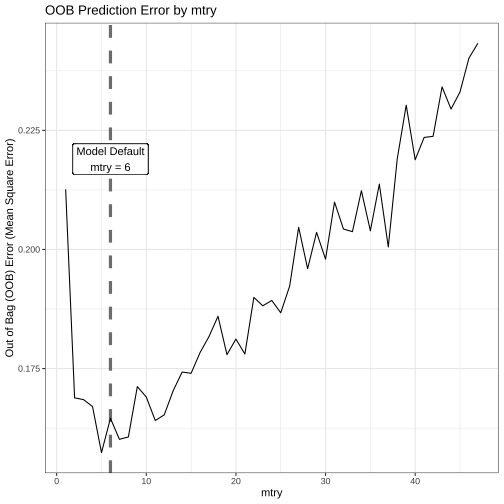 OOB Prediction Error by mtry
Out of Bag (OOB) Error (Mean Square Error)
0.225
0.200
0.175
Model Default
mtry = 6
0
10
20
30
40
mtry